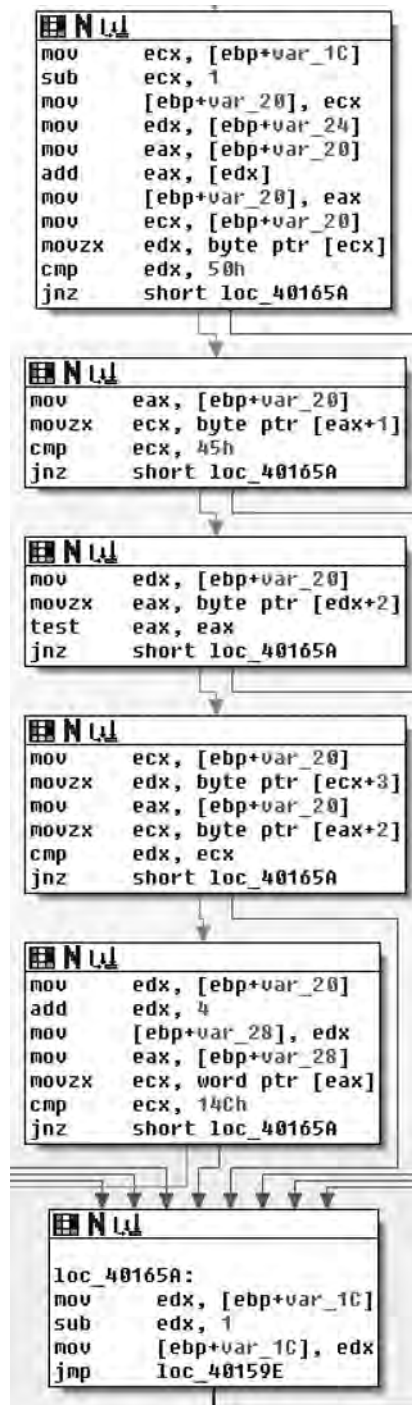 mov ecx, [ebp+var_1C]
sub ecx, 1
mov [ebp+var_20], ecx
mov edx, [ebp+var_24]
mov eax, [ebp+var_20]
add eax, [edx]
mov [ebp+var_20], eax
mov ecx, [ebp+var_20]
movzx edx, byte ptr [ecx]
cmp edx, 50h
jnz short loc_40165A
mov eax, [ebp+var_20]
movzx ecx, byte ptr [eax+1]
cmp ecx, 45h
jnz short loc_40165A
mov edx, [ebp+var_20]
movzx eax, byte ptr [edx+2]
test eax, eax
jnz short loc_40165A
mov ecx, [ebp+var_20]
movzx edx, byte ptr [ecx+3]
mov eax, [ebp+var_20]
movzx ecx, byte ptr [eax+2]
cmp edx, ecx
jnz short loc_40165A
mov edx, [ebp+var_20]
add edx, 4
mov [ebp+var_28], edx
mov eax, [ebp+var_28]
movzx ecx, word ptr [eax]
cmp ecx, 14Ch
jnz short loc_40165A
loc_40165A:
mov edx, [ebp+var_1C]
sub edx, 1
mov [ebp+var_1C], edx
jmp loc_40159E